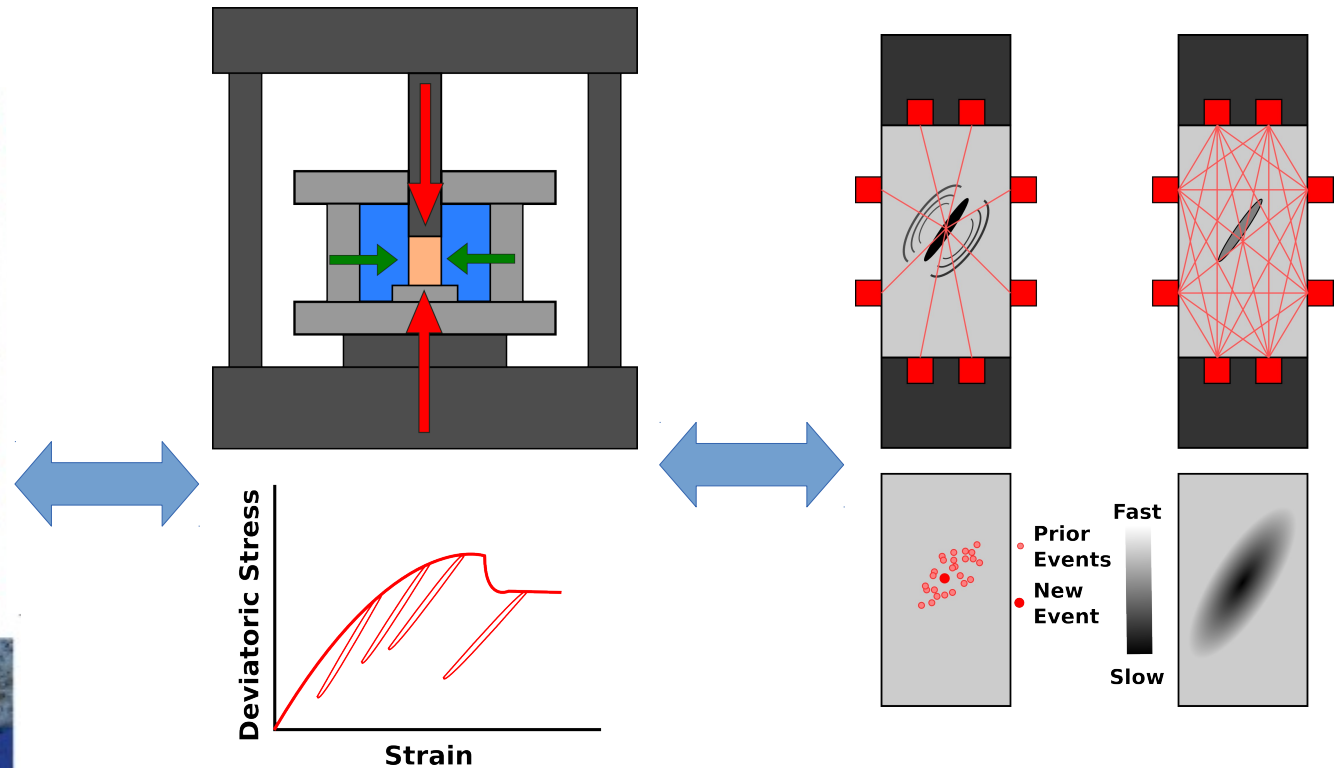 Deviatoric Stress
Strain
Prior
Events
New
Event
Fast
Slow